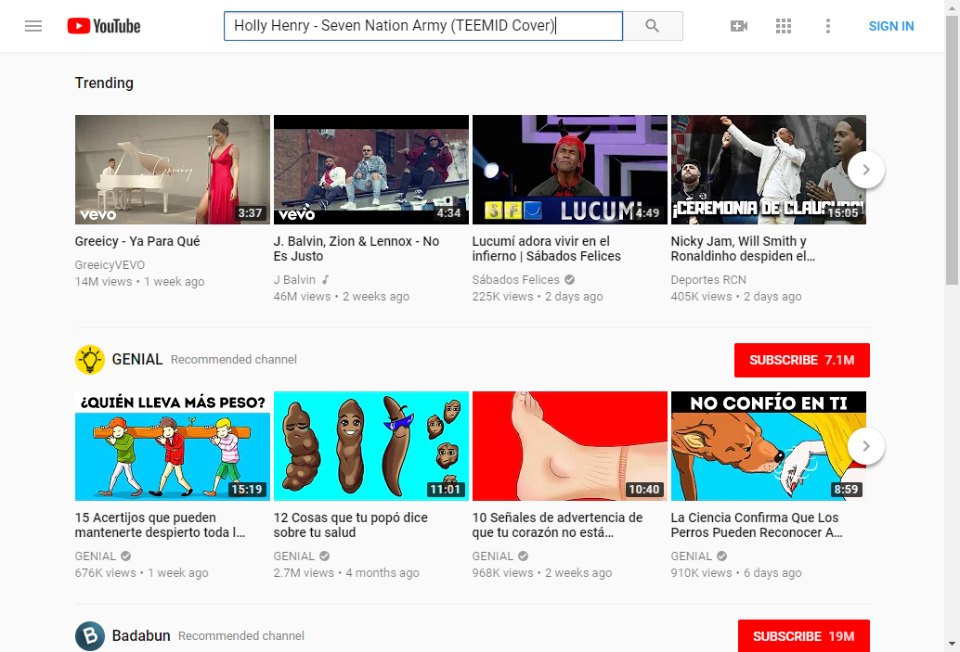 YouTube
Holly Henry - Seven Nation Army (TEEMID Cover)
SIGN IN
Trending
vevo
Greeicy
3:37
vevo
4:34
LUCUMÍ
4:49
¡CEREMONIA DE CLAUSURA!
15:05
Greeicy - Ya Para Qué
GreeicyVEVO
14M views • 1 week ago
J. Balvin, Zion & Lennox - No
Es Justo
J Balvin
46M views • 2 weeks ago
Lucumí adora vivir en el
infierno | Sábados Felices
Sábados Felices
225K views • 2 days ago
Nicky Jam, Will Smith y
Ronaldinho despiden el...
Deportes RCN
405K views • 2 days ago
GENIAL
Recommended channel
SUBSCRIBE 7.1M
¿QUIÉN LLEVA MÁS PESO?
15:19
11:01
10:40
NO CONFÍO EN TI
8:59
15 Acertijos que pueden
mantenerte despierto toda l...
GENIAL
676K views • 1 week ago
12 Cosas que tu popó dice
sobre tu salud
GENIAL
2.7M views • 4 months ago
10 Señales de advertencia de
que tu corazón no está...
GENIAL
968K views • 2 weeks ago
La Ciencia Confirma Que Los
Perros Pueden Reconocer A...
GENIAL
910K views • 6 days ago
B
Badabun
Recommended channel
SUBSCRIBE 19M